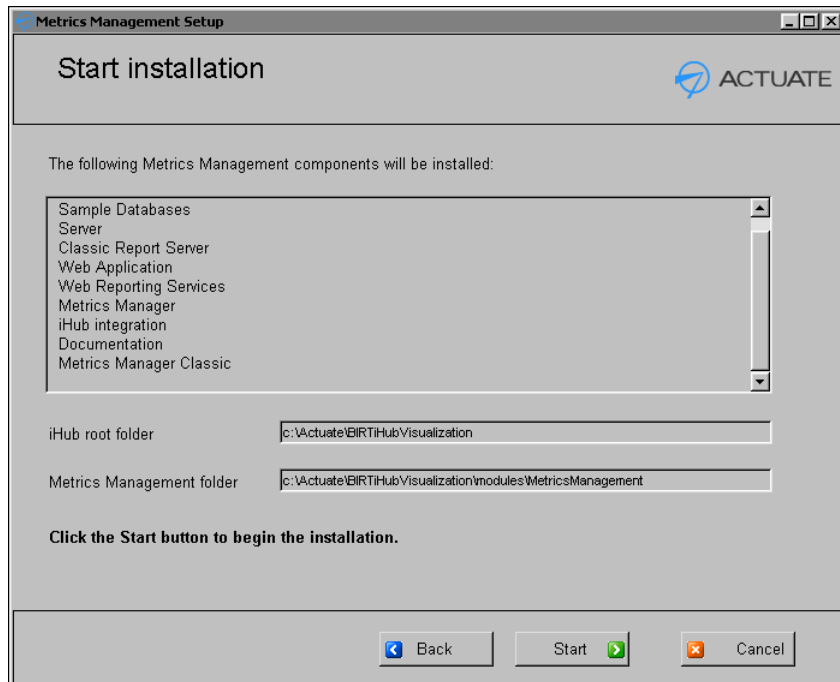 Metrics Management Setup
Start installation
ACTUATE
The following Metrics Management components will be installed:
Sample Databases
Server
Classic Report Server
Web Application
Web Reporting Services
Metrics Manager
iHub integration
Documentation
Metrics Manager Classic
iHub root folder
c:\Actuate\BIRTiHubVisualization
Metrics Management folder
c:\Actuate\BIRTiHubVisualization\modules\MetricsManagement
Click the Start button to begin the installation.
Back
Start
Cancel